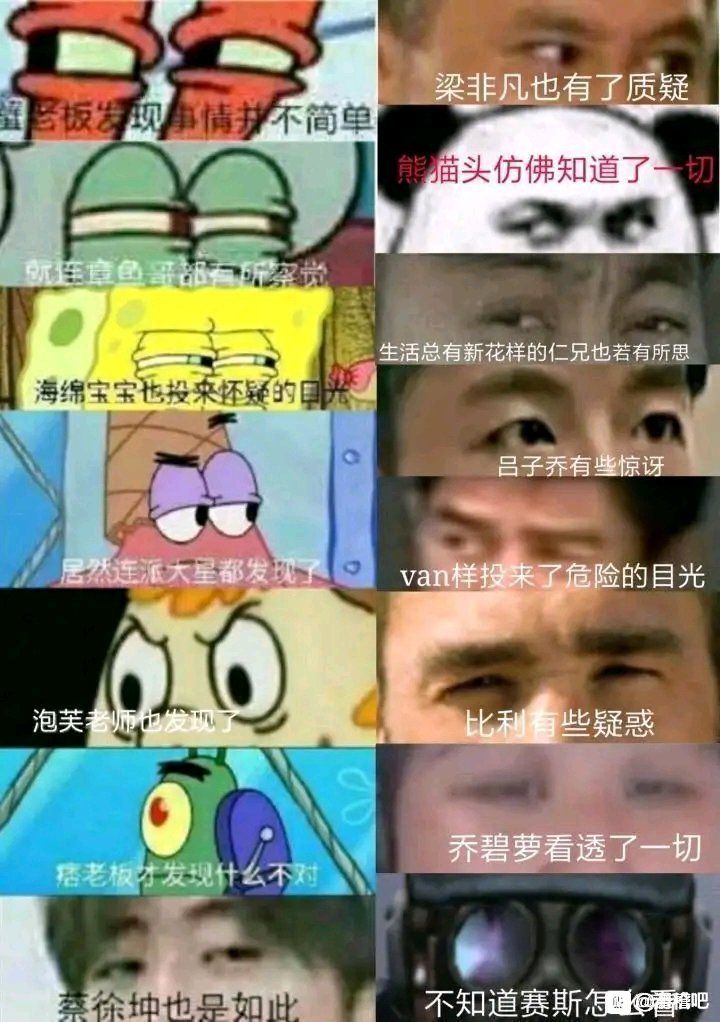 蟹老板发现事情并不简单
就连章鱼哥都有所察觉
海绵宝宝也投来怀疑的目光
居然连派大星都发现了
泡芙老师也发现了
痞老板才发现什么不对
蔡徐坤也是如此
梁非凡也有了质疑
熊猫头仿佛知道了一切
生活总有新花样的仁兄也若有所思
吕子乔有些惊讶
van样投来了危险的目光
比利有些疑惑
乔碧萝看透了一切
不知道赛斯怎么看